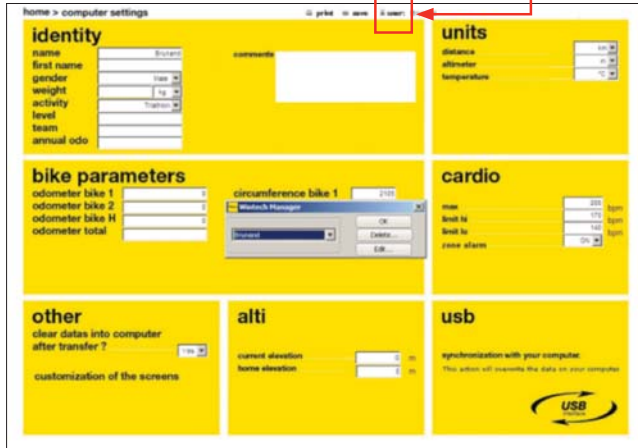 home > computer settings
print save user
identity
name Brunand
first name
gender Male
weight kg
activity Triathlon
level
team
annual odo
comments
units
distance km
altimeter m
temperature °C
bike parameters
odometer bike 1 0
odometer bike 2 0
odometer bike H 0
odometer total
circumference bike 1 2105
Wintech Manager
Brunand
OK
Delete...
Edit...
cardio
max 205 bpm
limit hi 170 bpm
limit lo 140 bpm
zone alarm ON
other
clear datas into computer
after transfer ? Yes
customization of the screens
alti
current elevation 0 m
home elevation 0 m
usb
synchronization with your computer.
This action will overwrite the data on your computer
USB
interface